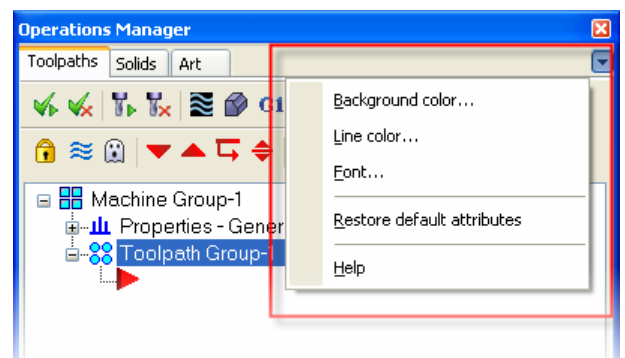 Operations Manager
Toolpaths Solids Art
G1
Background color...
Line color...
Font...
Restore default attributes
Help
Machine Group-1
Properties - Gener
Toolpath Group-1